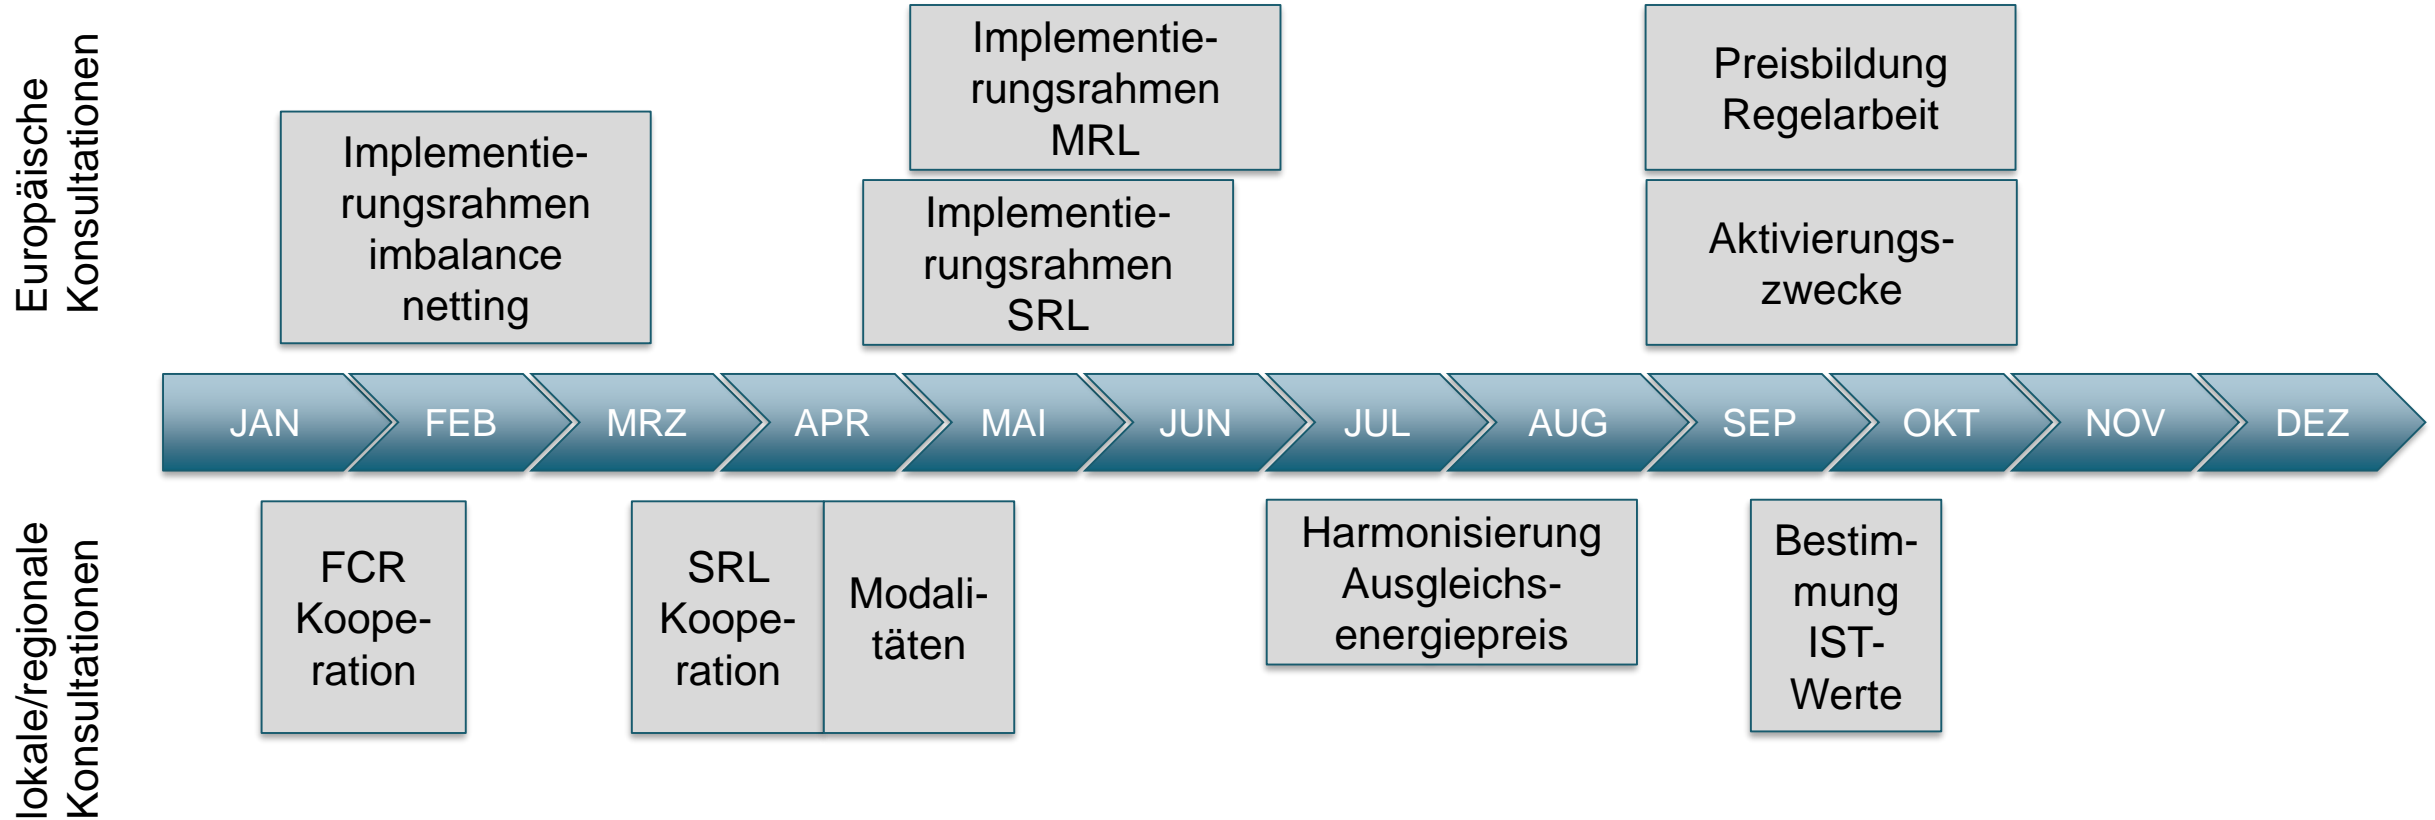 Europäische
Konsultationen
Implementie-
rungsrahmen
imbalance
netting
Implementie-
rungsrahmen
MRL
Implementie-
rungsrahmen
SRL
Preisbildung
Regelarbeit
Aktivierungs-
zwecke
JAN FEB MRZ APR MAI JUN JUL AUG SEP OKT NOV DEZ
lokale/regionale
Konsultationen
FCR
Koope-
ration
SRL
Koope-
ration
Modali-
täten
Harmonisierung
Ausgleichs-
energiepreis
Bestim-
mung
IST-
Werte